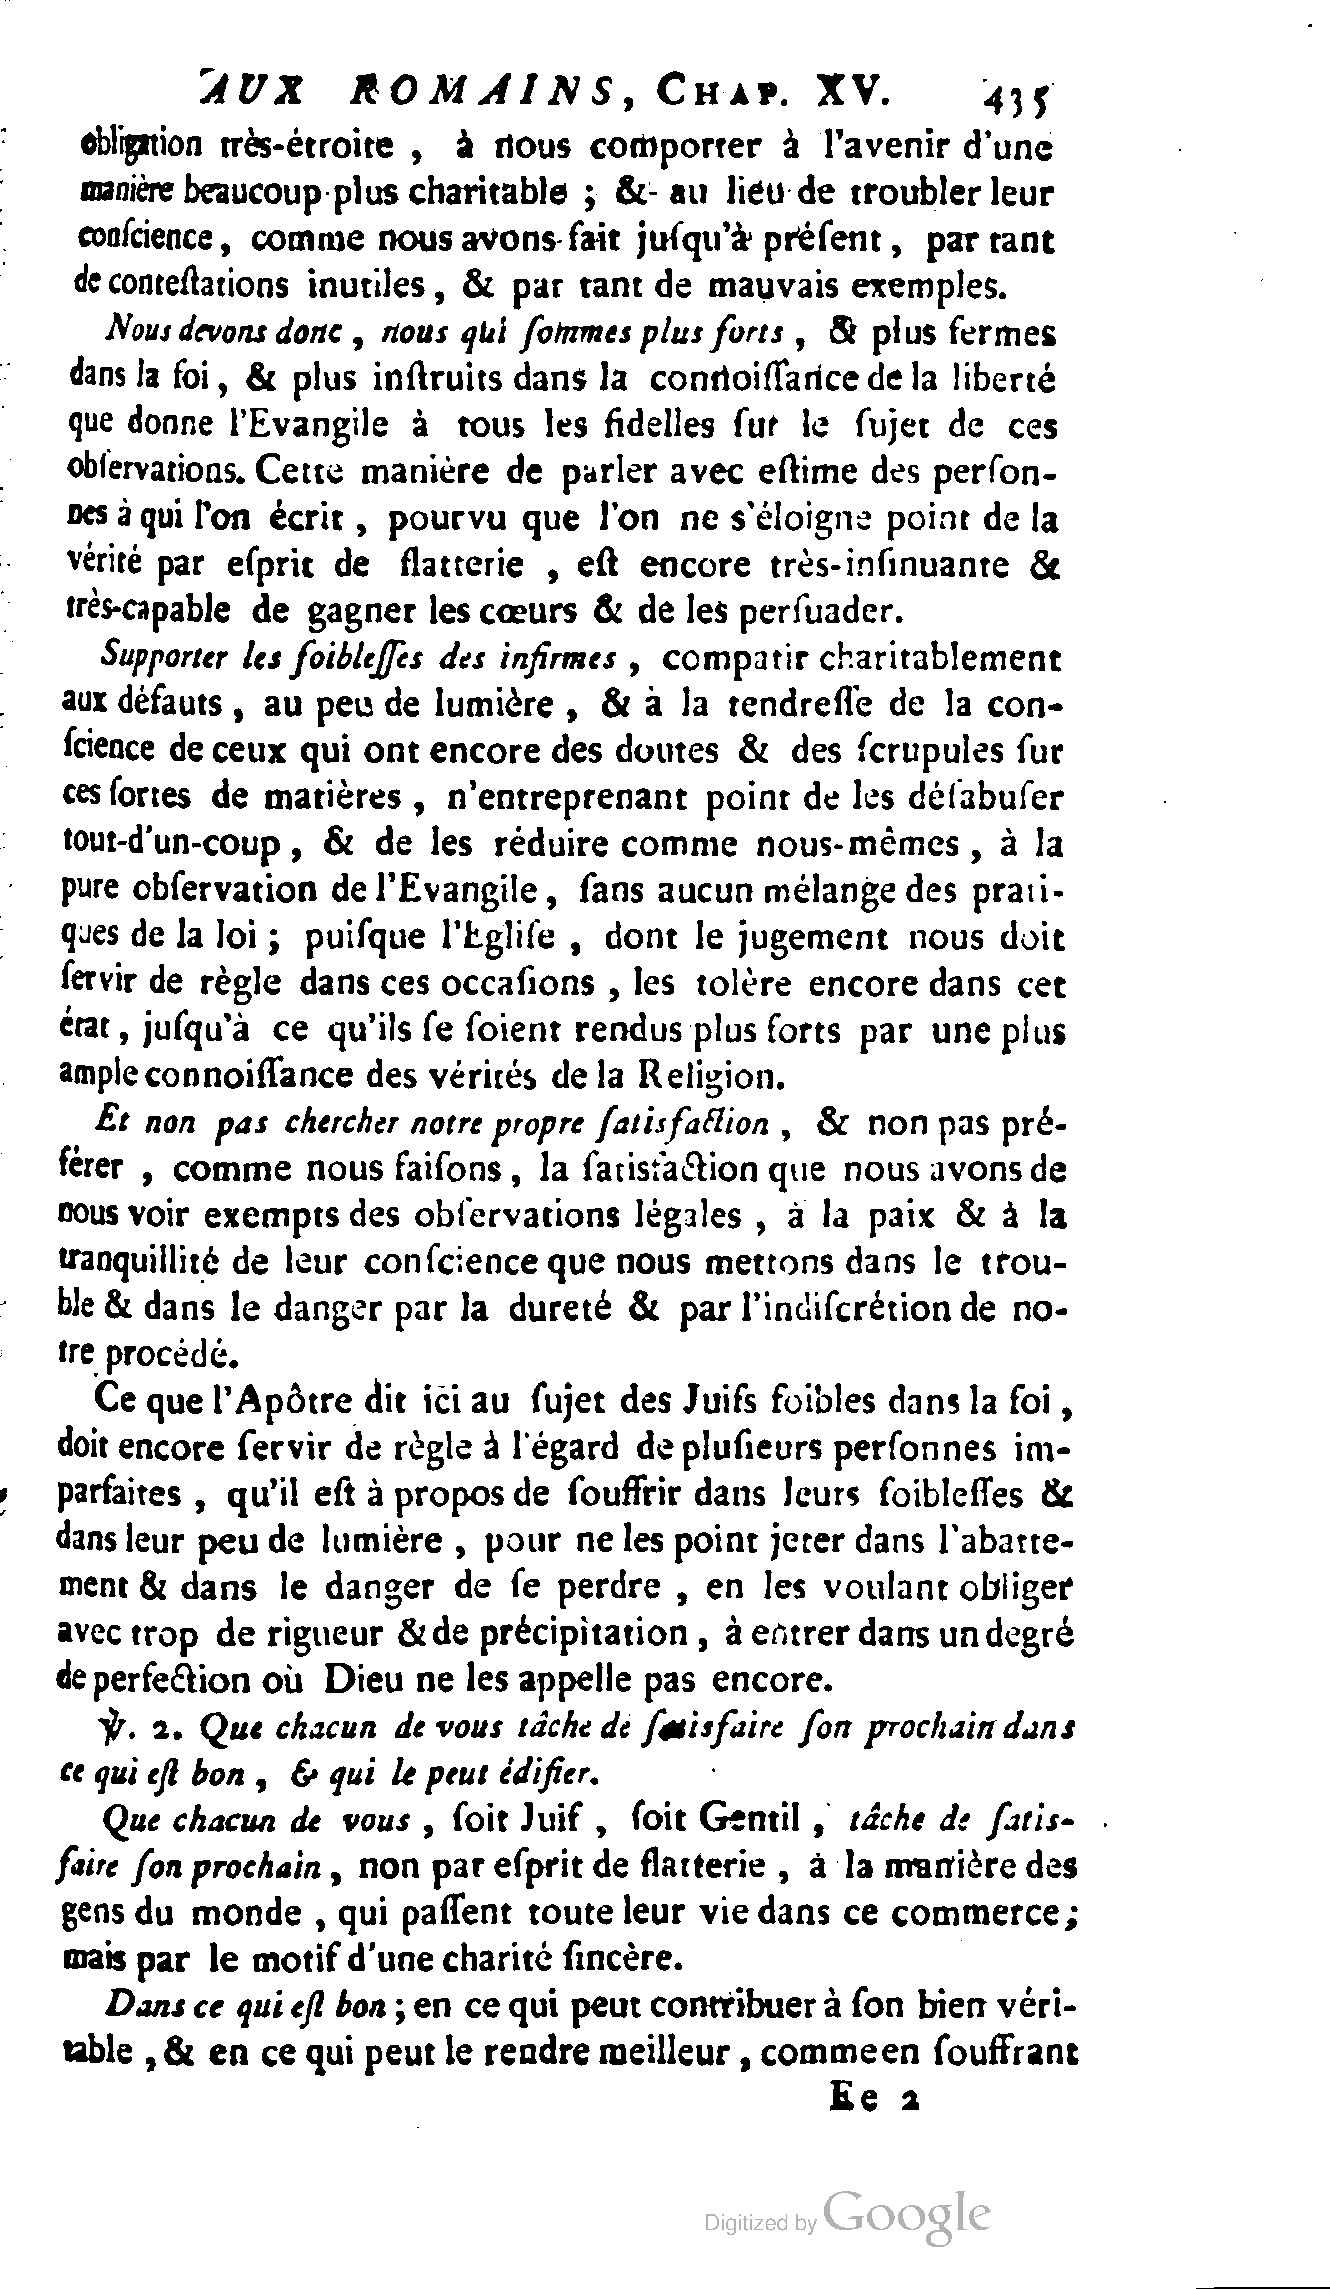 AUX ROMAINS, CHAP. XV. 435
obligation très-étroite , à nous comporter à l'avenir d'une
manière beaucoup plus charitable ; & au lieu de troubler leur
conſcience, comme nous avons fait juſqu'à préſent , par tant
de conteſtations inutiles , & par tant de mauvais exemples.
Nous devons donc , nous qui ſommes plus forts , & plus fermes
dans la foi , & plus inſtruits dans la connoiſſance de la liberté
que donne l'Evangile à tous les fidelles ſur le ſujet de ces
obſervations. Cette manière de parler avec eſtime des perſon-
nes à qui l'on écrit , pourvu que l'on ne s'éloigne point de la
vérité par eſprit de flatterie , eſt encore très-inſinuante &
très-capable de gagner les cœurs & de les perſuader.
Supporter les foibleſſes des infirmes , compatir charitablement
aux défauts , au peu de lumière , & à la tendreſſe de la con-
ſcience de ceux qui ont encore des doutes & des ſcrupules ſur
ces ſortes de matières , n'entreprenant point de les déſabuſer
tout-d'un-coup , & de les réduire comme nous-mêmes , à la
pure obſervation de l'Evangile , ſans aucun mélange des prati-
ques de la loi ; puiſque l'Egliſe , dont le jugement nous doit
ſervir de règle dans ces occaſions , les tolère encore dans cet
état , juſqu'à ce qu'ils ſe ſoient rendus plus forts par une plus
ample connoiſſance des vérités de la Religion.
Et non pas chercher notre propre ſatisfaction , & non pas pré-
férer , comme nous faiſons , la ſatisfaction que nous avons de
nous voir exempts des obſervations légales , à la paix & à la
tranquillité de leur conſcience que nous mettons dans le trou-
ble & dans le danger par la dureté & par l'indiſcrétion de no-
tre procédé.
Ce que l'Apôtre dit ici au ſujet des Juifs foibles dans la foi ,
doit encore ſervir de règle à l'égard de pluſieurs perſonnes im-
parfaites , qu'il eſt à propos de ſouffrir dans leurs foibleſſes &
dans leur peu de lumière , pour ne les point jeter dans l'abatte-
ment & dans le danger de ſe perdre , en les voulant obliger
avec trop de rigueur & de précipitation , à entrer dans un degré
de perfection où Dieu ne les appelle pas encore.
℣. 2. Que chacun de vous tâche de ſatisfaire ſon prochain dans
ce qui eſt bon , & qui le peut édifier.
Que chacun de vous , ſoit Juif , ſoit Gentil , tâche de ſatis-
faire ſon prochain , non par eſprit de flatterie , à la manière des
gens du monde , qui paſſent toute leur vie dans ce commerce ;
mais par le motif d'une charité ſincère.
Dans ce qui eſt bon ; en ce qui peut contribuer à ſon bien véri-
table , & en ce qui peut le rendre meilleur , comme en ſouffrant
Ee 2
Digitized by Google